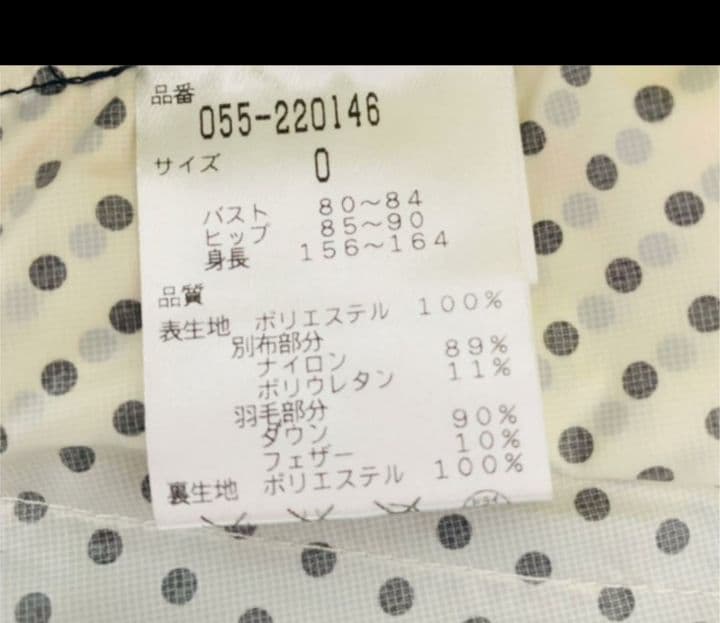 品番
055-220146
サイズ 0
バスト 80～84
ヒップ 85～90
身長 156～164
品質
表生地 ポリエステル 100%
別布部分
ナイロン 89%
ポリウレタン 11%
羽毛部分
ダウン 90%
フェザー 10%
裏生地 ポリエステル 100%